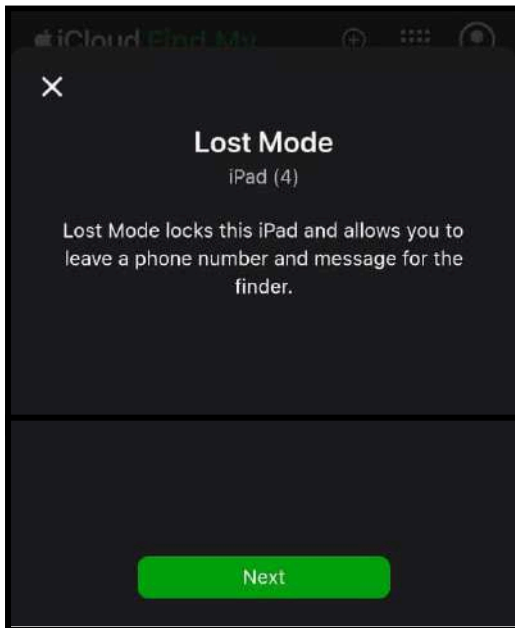 iCloud Find My
Lost Mode
iPad (4)
Lost Mode locks this iPad and allows you to
leave a phone number and message for the
finder.
Next